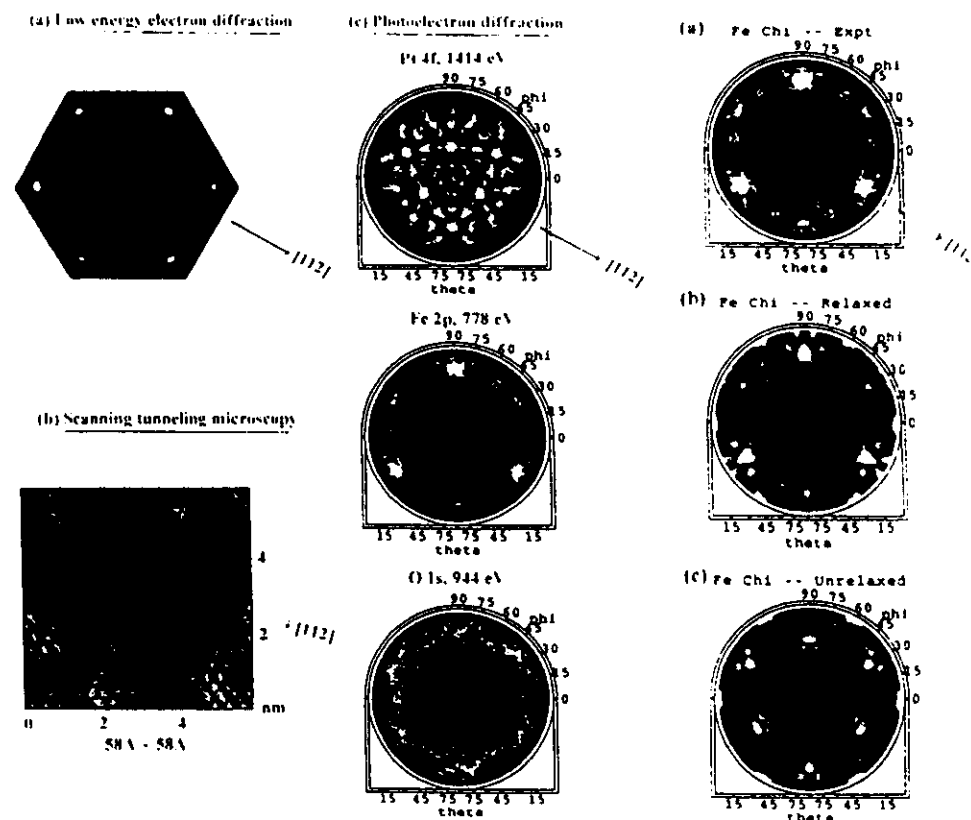 (a) Low energy electron diffraction
[112]
(b) Scanning tunneling microscopy
4
2
[112]
nm
0 2 4
58A - 58A
(c) Photoelectron diffraction
Pt 4f, 1414 eV
90 75 60 45 phi
30
15
0
15 45 75 75 45 15
theta
[112]
Fe 2p, 778 eV
90 75 60 45 phi
30
15
0
15 45 75 75 45 15
theta
O 1s, 944 eV
90 75 60 45 phi
30
15
0
15 45 75 75 45 15
theta
(a) Fe Chi -- Expt
90 75 60 45 phi
30
15
0
15 45 75 75 45 15
theta
(b) Fe Chi -- Relaxed
90 75 60 45 phi
30
15
0
15 45 75 75 45 15
theta
(c) Fe Chi -- Unrelaxed
90 75 60 45 phi
30
15
0
15 45 75 75 45 15
theta